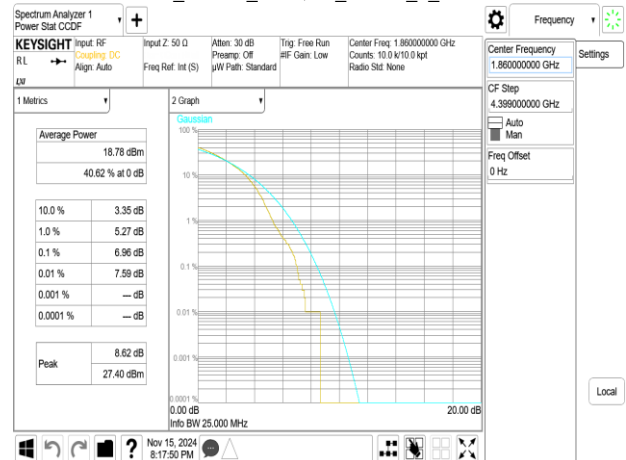 Spectrum Analyzer 1
Power Stat CCDF
Frequency
KEYSIGHT
RL
LXI
Input: RF
Coupling: DC
Align: Auto
Input Z: 50 Ω
Freq Ref: Int (S)
Atten: 30 dB
Preamp: Off
µW Path: Standard
Trig: Free Run
#IF Gain: Low
Center Freq: 1.860000000 GHz
Counts: 10.0 k/10.0 kpt
Radio Std: None
Center Frequency
1.860000000 GHz
Settings
CF Step
4.399000000 GHz
Auto
Man
Freq Offset
0 Hz
1 Metrics
2 Graph
Average Power
18.78 dBm
40.62 % at 0 dB
10.0 % 3.35 dB
1.0 % 5.27 dB
0.1 % 6.96 dB
0.01 % 7.59 dB
0.001 % --- dB
0.0001 % --- dB
Peak
8.62 dB
27.40 dBm
Gaussian
100 %
10 %
1 %
0.1 %
0.01 %
0.001 %
0.0001 %
0.00 dB 20.00 dB
Info BW 25.000 MHz
Local
?
Nov 15, 2024
8:17:50 PM